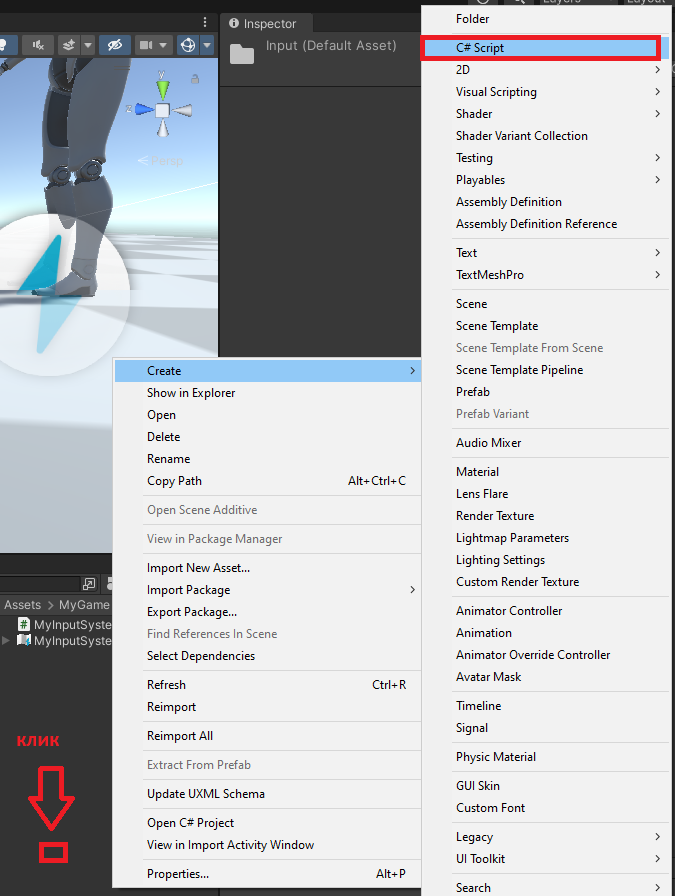 Inspector
Input (Default Asset)
y
z
Persp
Assets > MyGame
MyInputSyste
MyInputSyste
клик
Create
Show in Explorer
Open
Delete
Rename
Copy Path Alt+Ctrl+C
Open Scene Additive
View in Package Manager
Import New Asset...
Import Package
Export Package...
Find References In Scene
Select Dependencies
Refresh Ctrl+R
Reimport
Reimport All
Extract From Prefab
Update UXML Schema
Open C# Project
View in Import Activity Window
Properties... Alt+P
Folder
C# Script
2D
Visual Scripting
Shader
Shader Variant Collection
Testing
Playables
Assembly Definition
Assembly Definition Reference
Text
TextMeshPro
Scene
Scene Template
Scene Template From Scene
Scene Template Pipeline
Prefab
Prefab Variant
Audio Mixer
Material
Lens Flare
Render Texture
Lightmap Parameters
Lighting Settings
Custom Render Texture
Animator Controller
Animation
Animator Override Controller
Avatar Mask
Timeline
Signal
Physic Material
GUI Skin
Custom Font
Legacy
UI Toolkit
Search